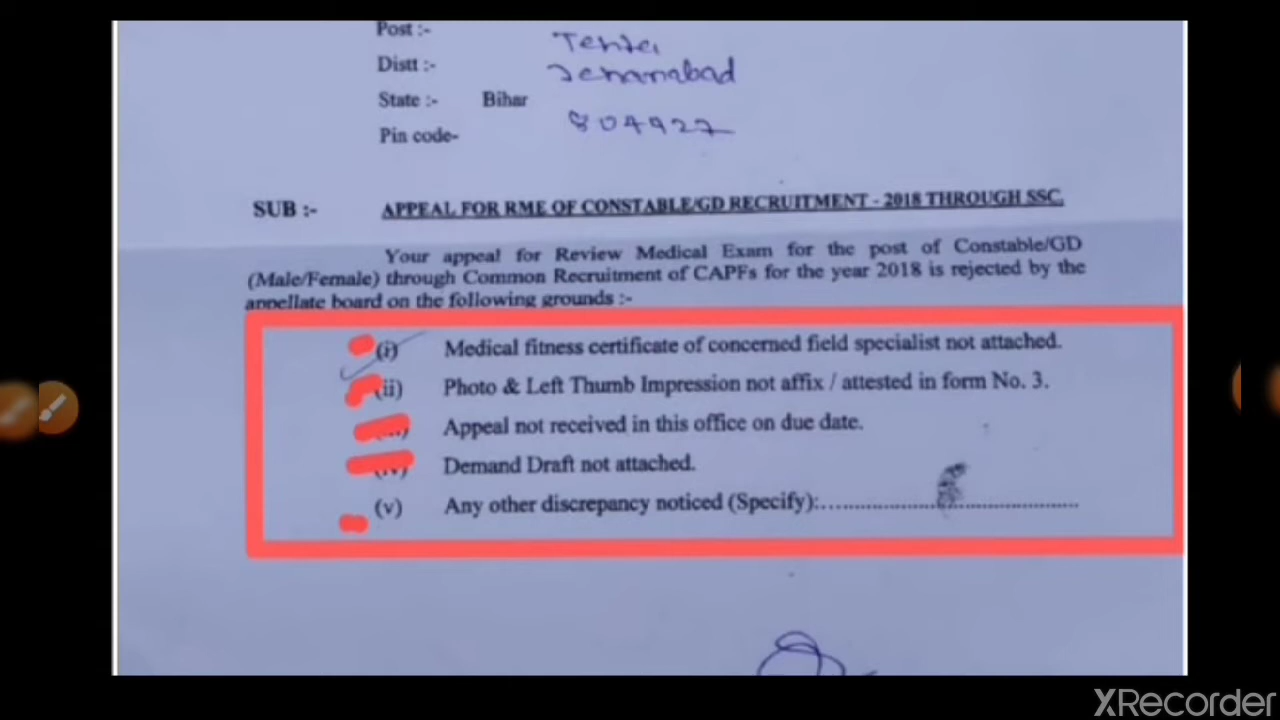 Post :-
Distt :- Jehanabad
State :- Bihar
Pin code- 804427
SUB :- APPEAL FOR RME OF CONSTABLE/GD RECRUITMENT - 2018 THROUGH SSC.
Your appeal for Review Medical Exam for the post of Constable/GD
(Male/Female) through Common Recruitment of CAPFs for the year 2018 is rejected by the
appellate board on the following grounds :-
(i) Medical fitness certificate of concerned field specialist not attached.
(ii) Photo & Left Thumb Impression not affix / attested in form No. 3.
Appeal not received in this office on due date.
(iv) Demand Draft not attached.
(v) Any other discrepancy noticed (Specify):....................................
XRecorder